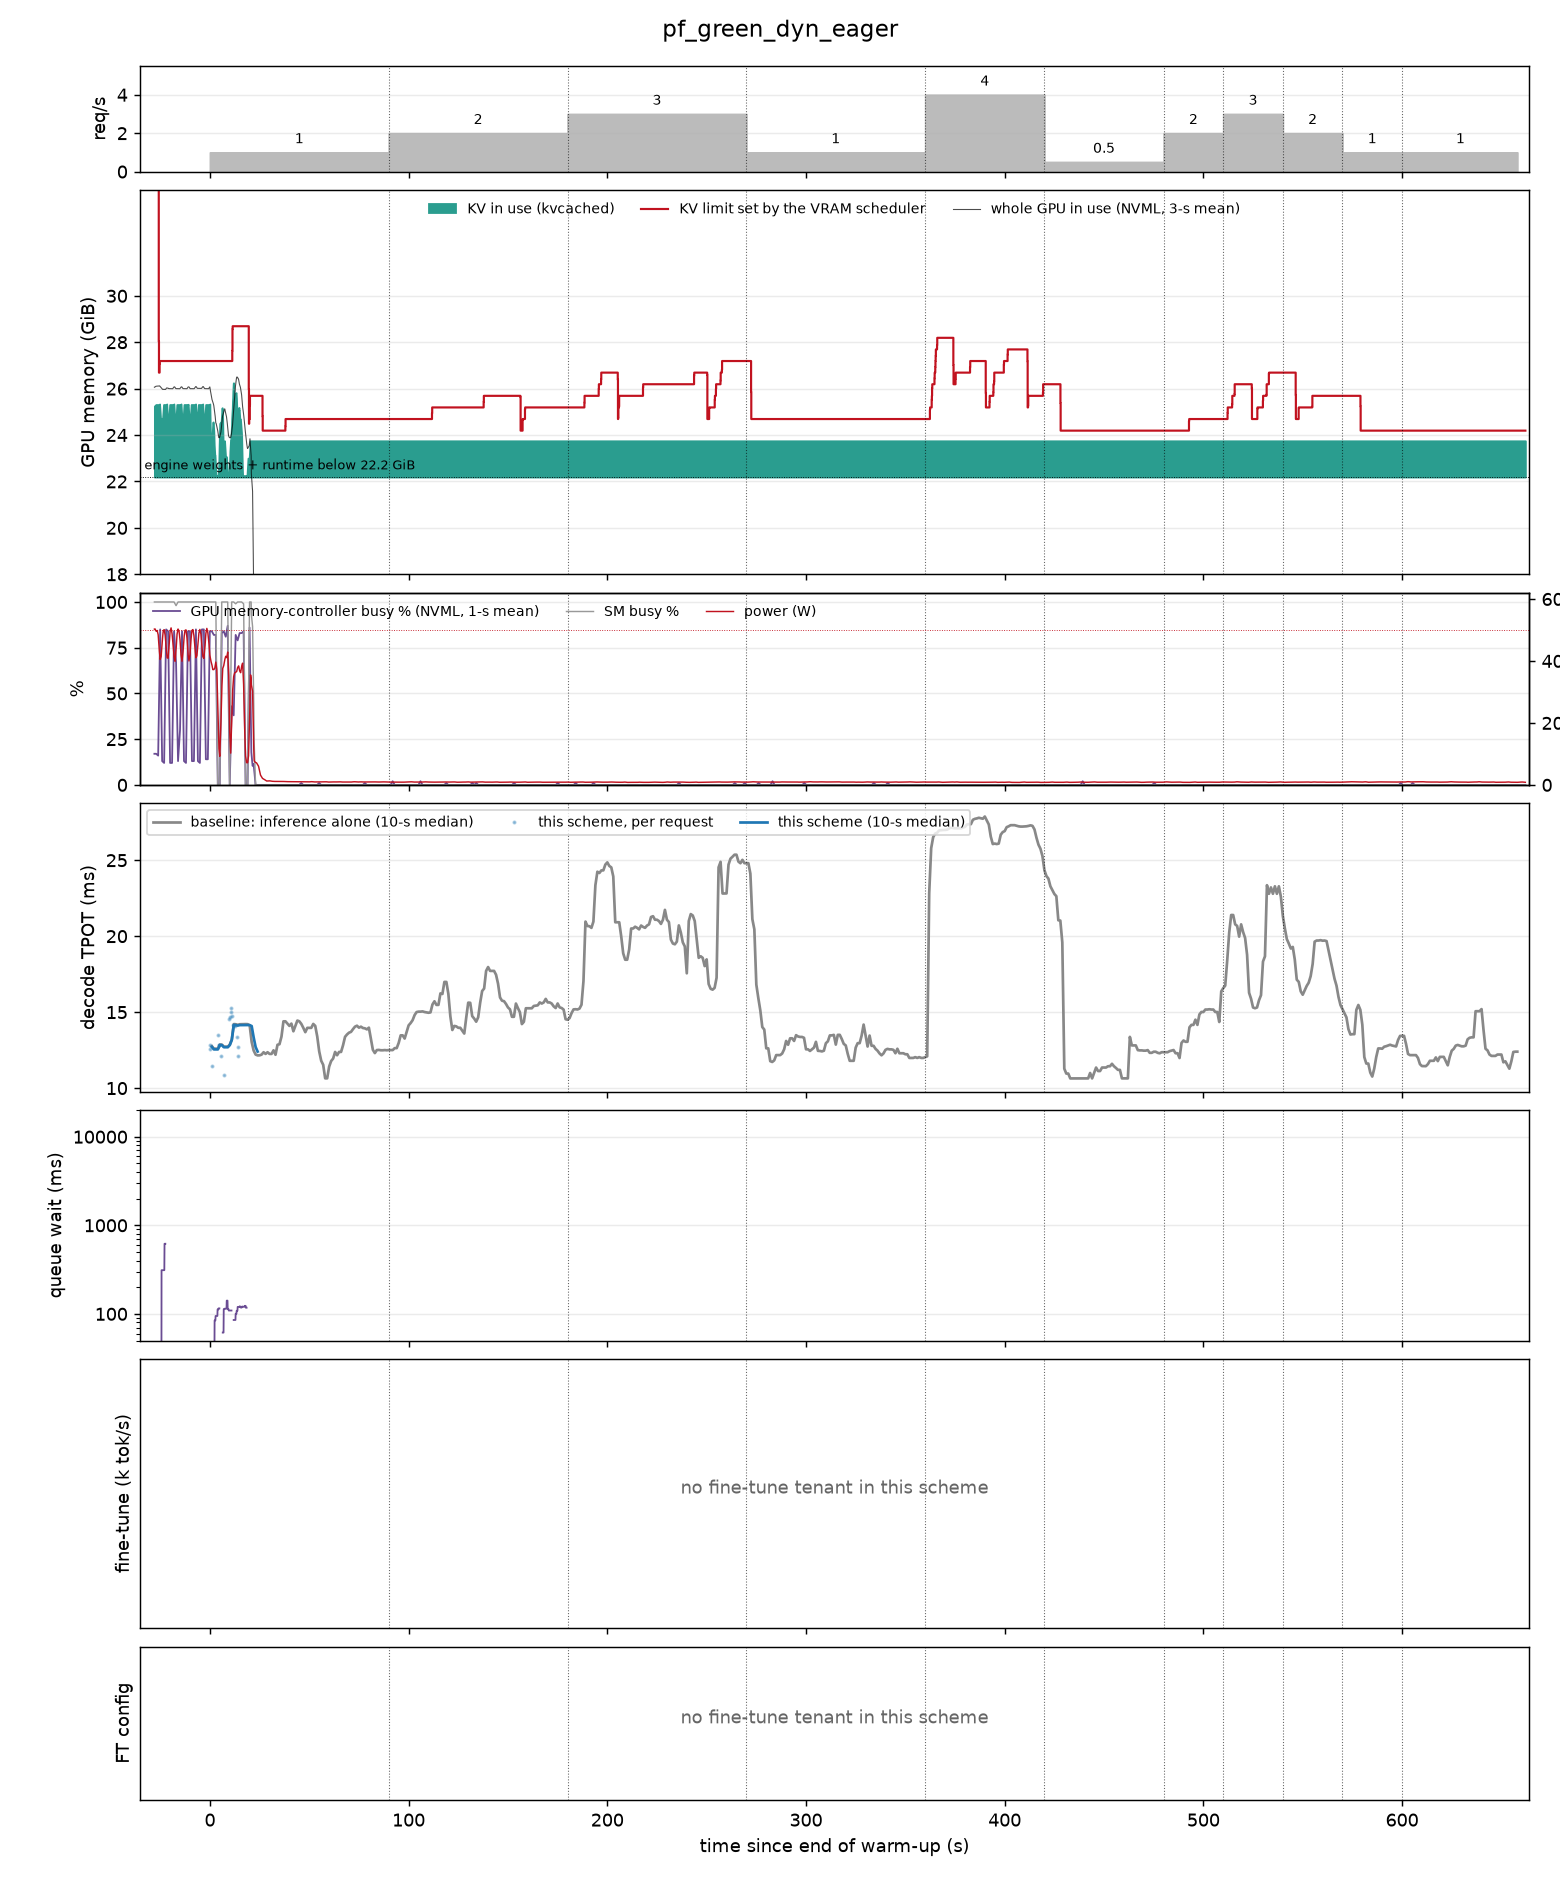 pf_green_dyn_eager
req/s
4
2
0
1
2
3
1
4
0.5
2
3
2
1
1
GPU memory (GiB)
KV in use (kvcached)
KV limit set by the VRAM scheduler
whole GPU in use (NVML, 3-s mean)
30
28
26
24
22
20
18
engine weights + runtime below 22.2 GiB
%
GPU memory-controller busy % (NVML, 1-s mean)
SM busy %
power (W)
100
75
50
25
0
60
40
20
0
decode TPOT (ms)
baseline: inference alone (10-s median)
this scheme, per request
this scheme (10-s median)
25
20
15
10
queue wait (ms)
10000
1000
100
fine-tune (k tok/s)
no fine-tune tenant in this scheme
FT config
no fine-tune tenant in this scheme
0
100
200
300
400
500
600
time since end of warm-up (s)